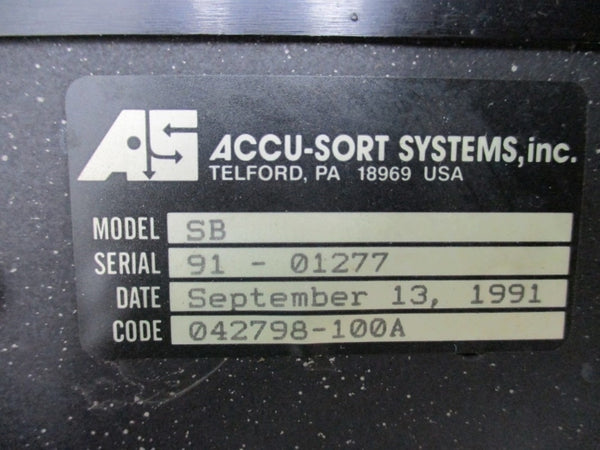 AS ACCU-SORT SYSTEMS, inc.
TELFORD, PA 18969 USA
MODEL SB
SERIAL 91 - 01277
DATE September 13, 1991
CODE 042798-100A